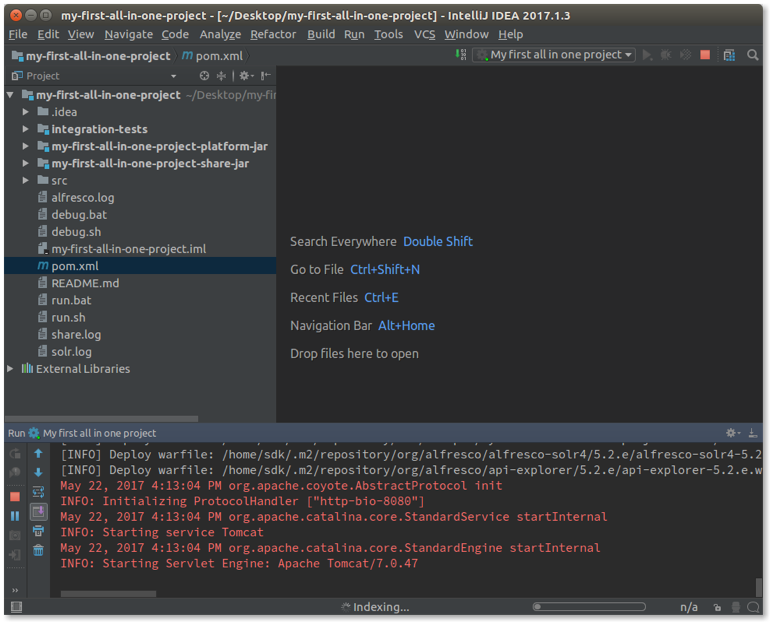 my-first-all-in-one-project - [~/Desktop/my-first-all-in-one-project] - IntelliJ IDEA 2017.1.3
File Edit View Navigate Code Analyze Refactor Build Run Tools VCS Window Help
my-first-all-in-one-project pom.xml My first all in one project
Project
my-first-all-in-one-project ~/Desktop/my-fir
.idea
integration-tests
my-first-all-in-one-project-platform-jar
my-first-all-in-one-project-share-jar
src
alfresco.log
debug.bat
debug.sh
my-first-all-in-one-project.iml
pom.xml
README.md
run.bat
run.sh
share.log
solr.log
External Libraries
Search Everywhere Double Shift
Go to File Ctrl+Shift+N
Recent Files Ctrl+E
Navigation Bar Alt+Home
Drop files here to open
Run My first all in one project
[INFO] Deploy warfile: /home/sdk/.m2/repository/org/alfresco/alfresco-solr4/5.2.e/alfresco-solr4-5.2
[INFO] Deploy warfile: /home/sdk/.m2/repository/org/alfresco/api-explorer/5.2.e/api-explorer-5.2.e.w
May 22, 2017 4:13:04 PM org.apache.coyote.AbstractProtocol init
INFO: Initializing ProtocolHandler ["http-bio-8080"]
May 22, 2017 4:13:04 PM org.apache.catalina.core.StandardService startInternal
INFO: Starting service Tomcat
May 22, 2017 4:13:04 PM org.apache.catalina.core.StandardEngine startInternal
INFO: Starting Servlet Engine: Apache Tomcat/7.0.47
Indexing... n/a